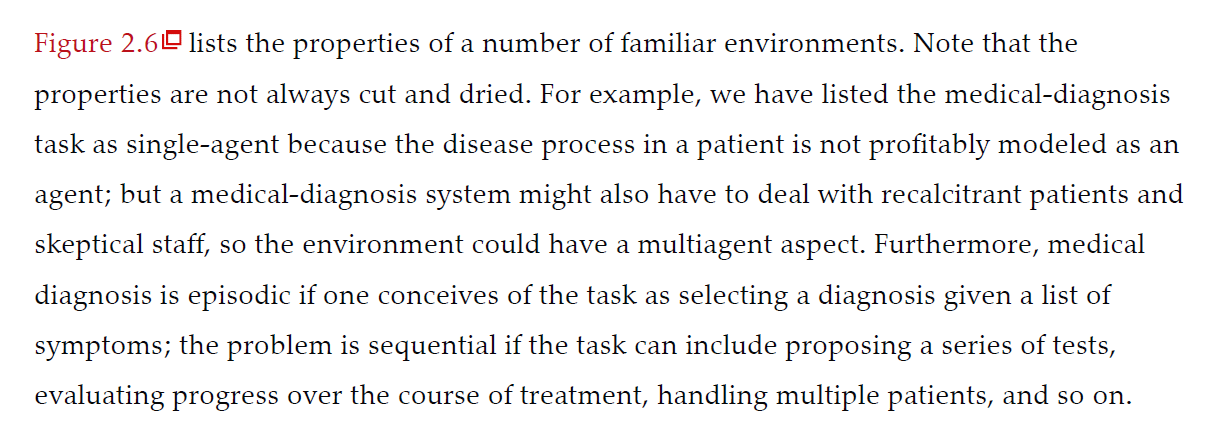 Figure 2.6 lists the properties of a number of familiar environments. Note that the
properties are not always cut and dried. For example, we have listed the medical-diagnosis
task as single-agent because the disease process in a patient is not profitably modeled as an
agent; but a medical-diagnosis system might also have to deal with recalcitrant patients and
skeptical staff, so the environment could have a multiagent aspect. Furthermore, medical
diagnosis is episodic if one conceives of the task as selecting a diagnosis given a list of
symptoms; the problem is sequential if the task can include proposing a series of tests,
evaluating progress over the course of treatment, handling multiple patients, and so on.